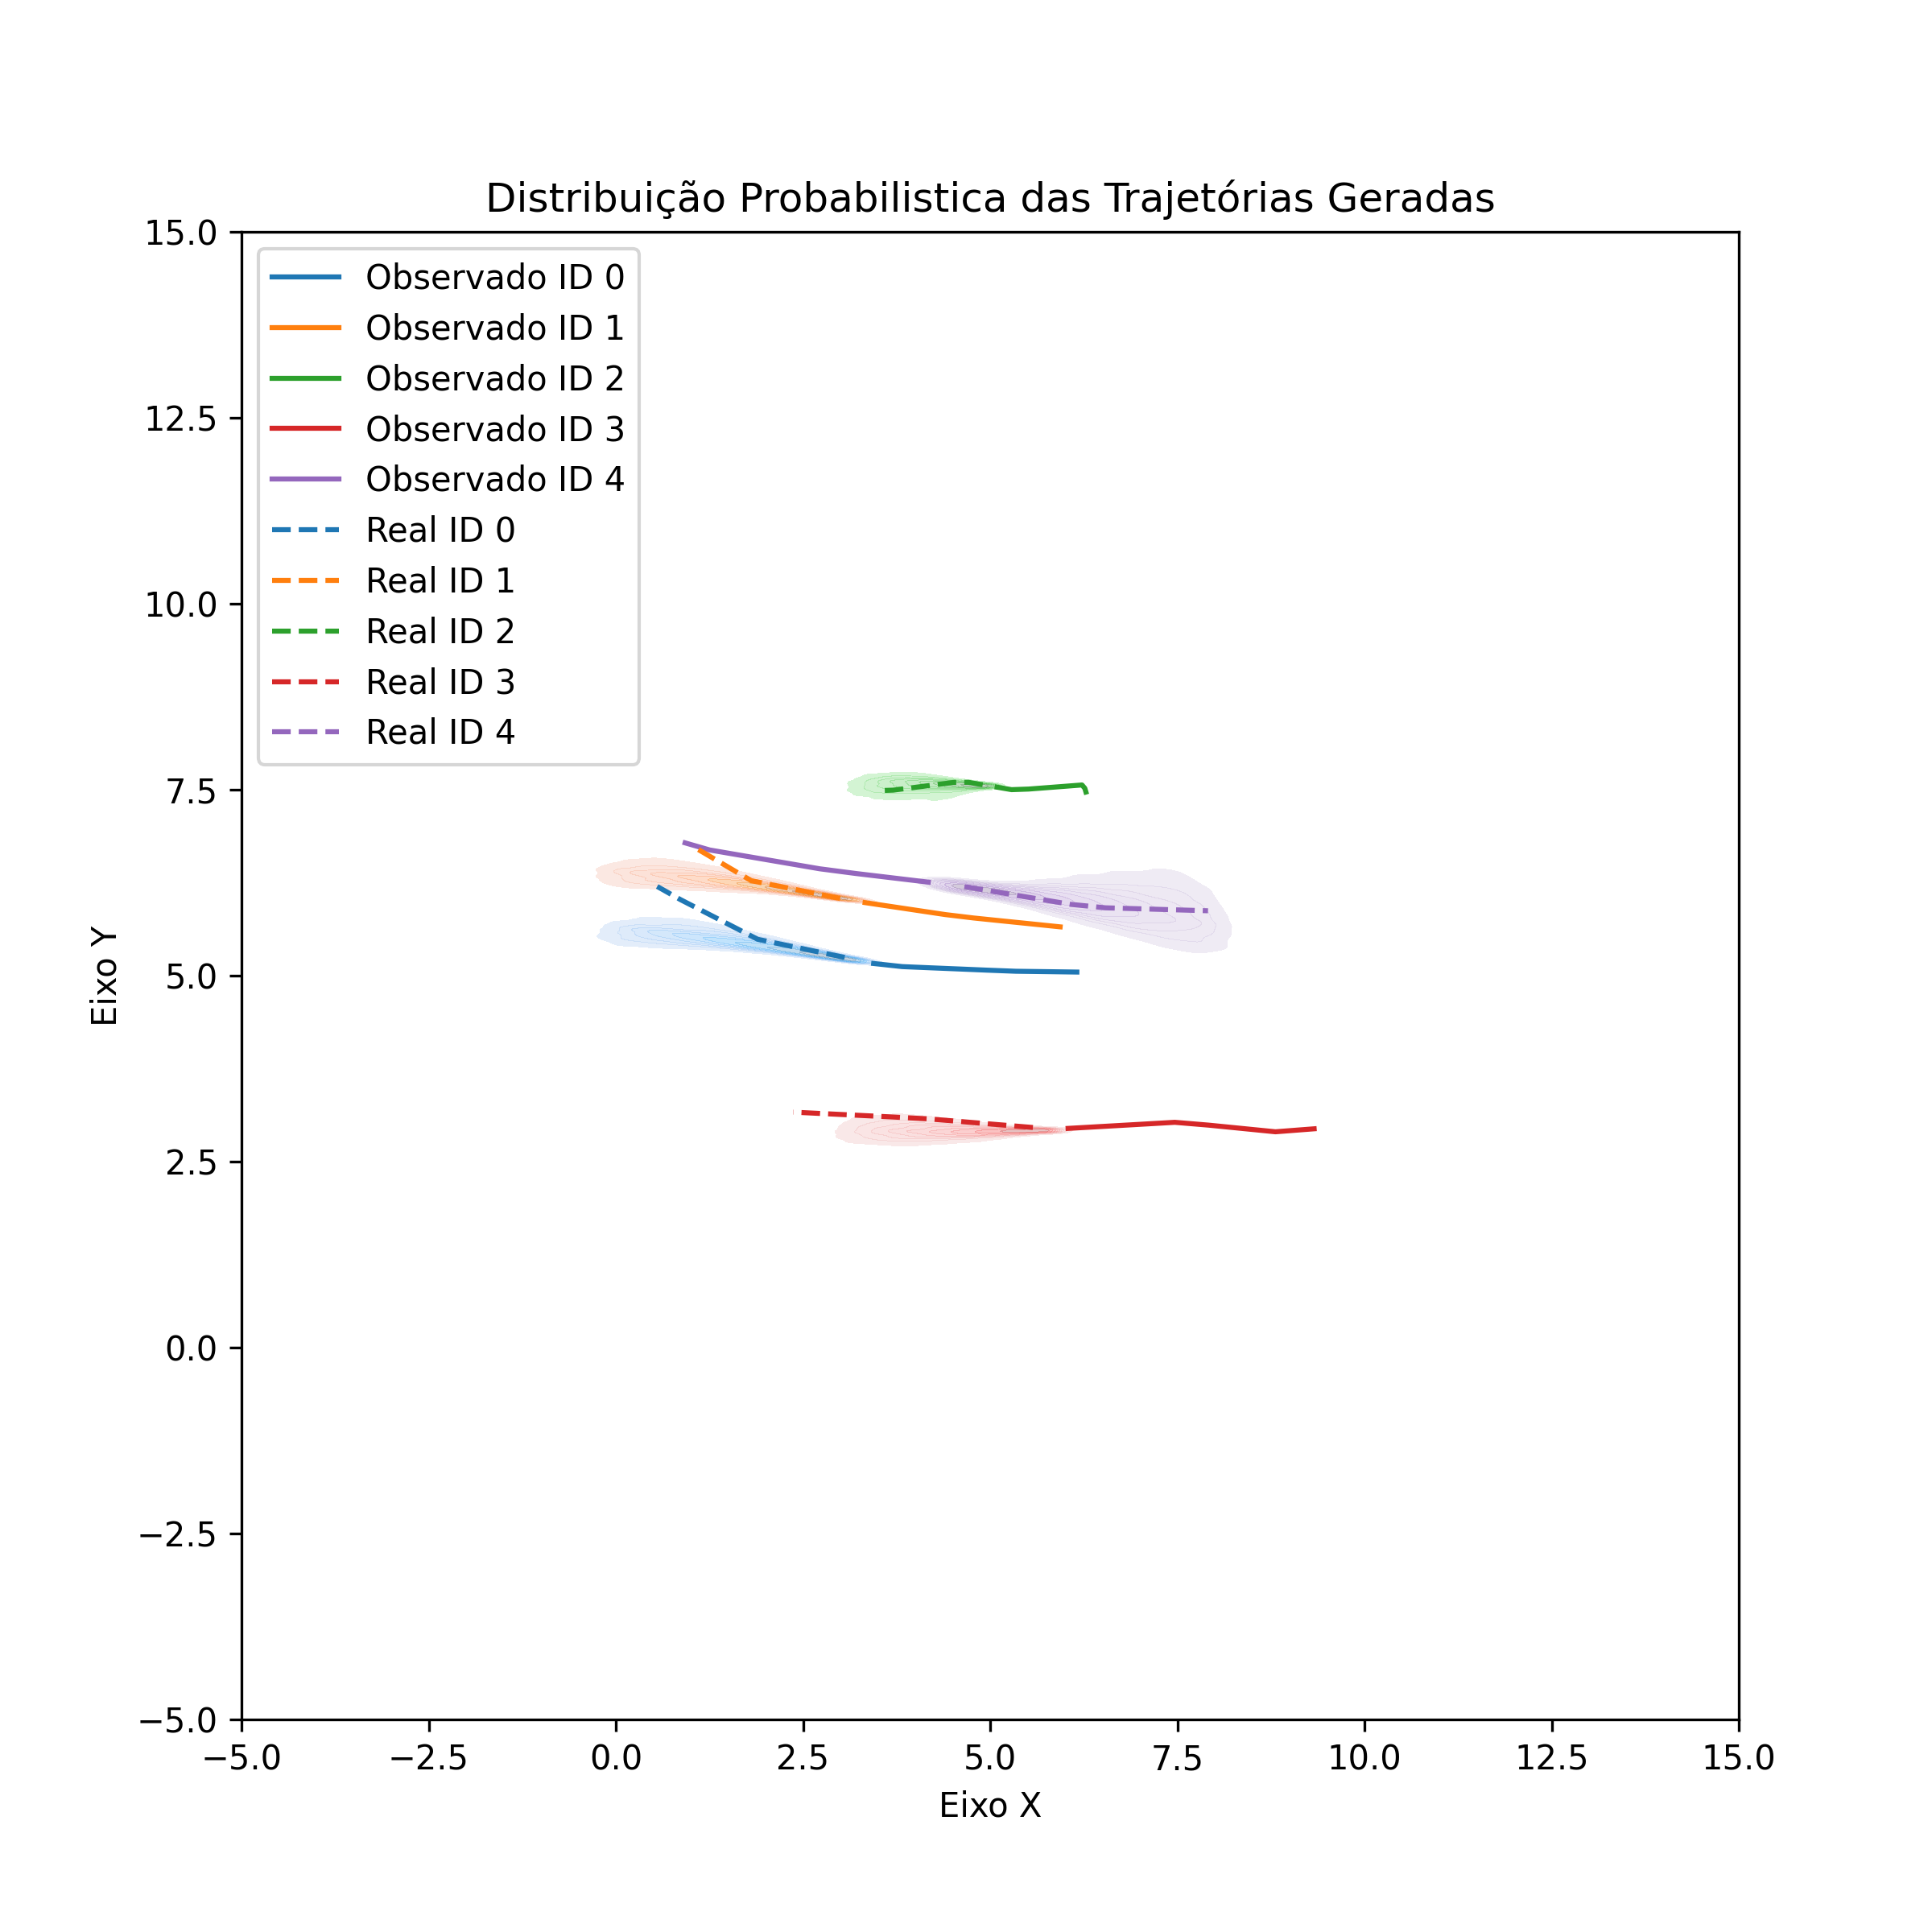 Distribuição Probabilistica das Trajetórias Geradas
15.0
12.5
10.0
7.5
5.0
2.5
0.0
−2.5
−5.0
Eixo Y
Observado ID 0
Observado ID 1
Observado ID 2
Observado ID 3
Observado ID 4
Real ID 0
Real ID 1
Real ID 2
Real ID 3
Real ID 4
−5.0 −2.5 0.0 2.5 5.0 7.5 10.0 12.5 15.0
Eixo X